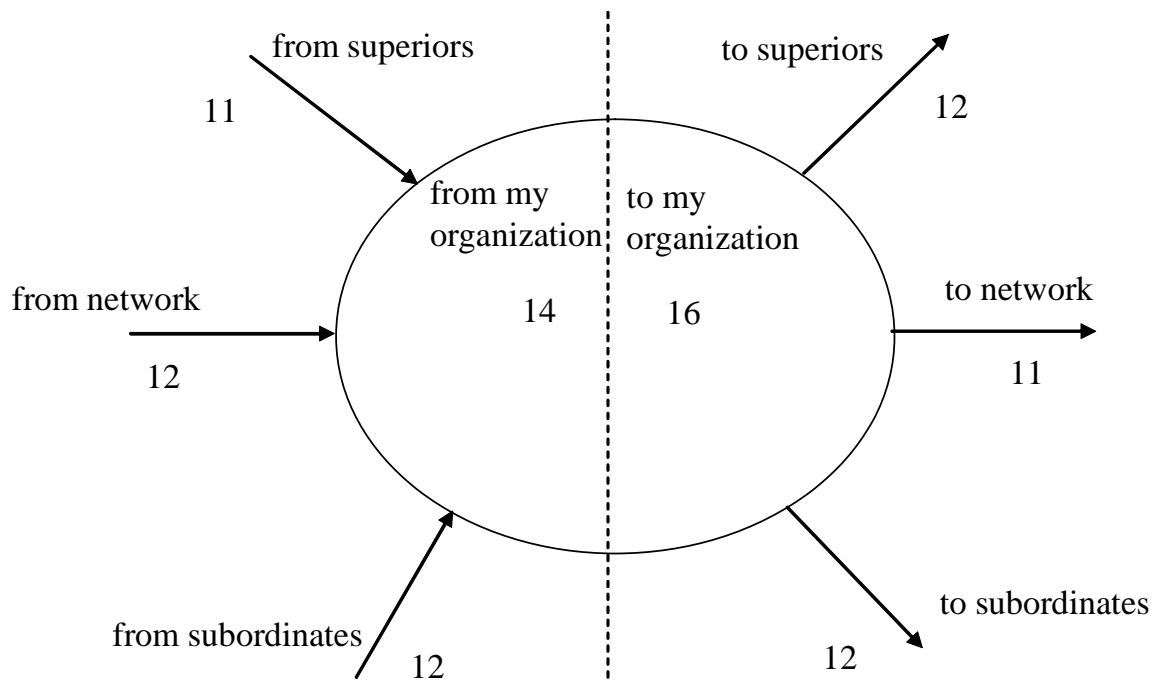 from superiors
11
to superiors
12
from my
organization
14
to my
organization
16
from network
12
to network
11
from subordinates
12
to subordinates
12